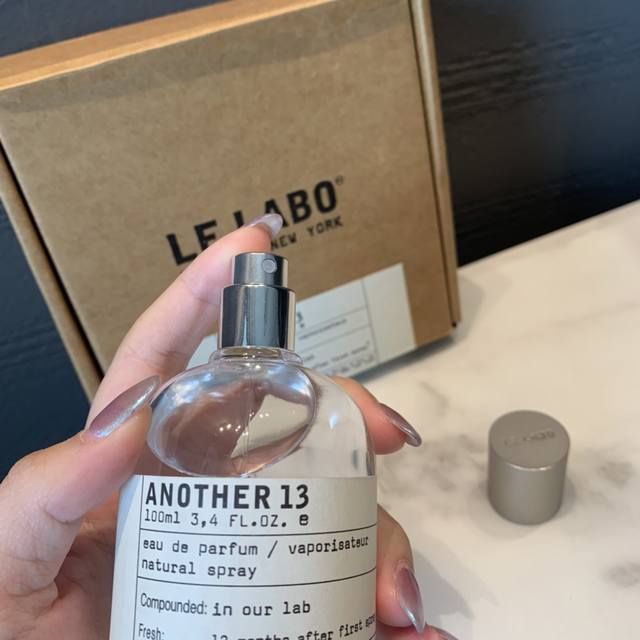 LE LABO
NEW YORK
ANOTHER 13
100ml 3,4 FL.OZ. e
eau de parfum / vaporisateur
natural spray
Compounded: in our lab
Fresh: 12 months after first